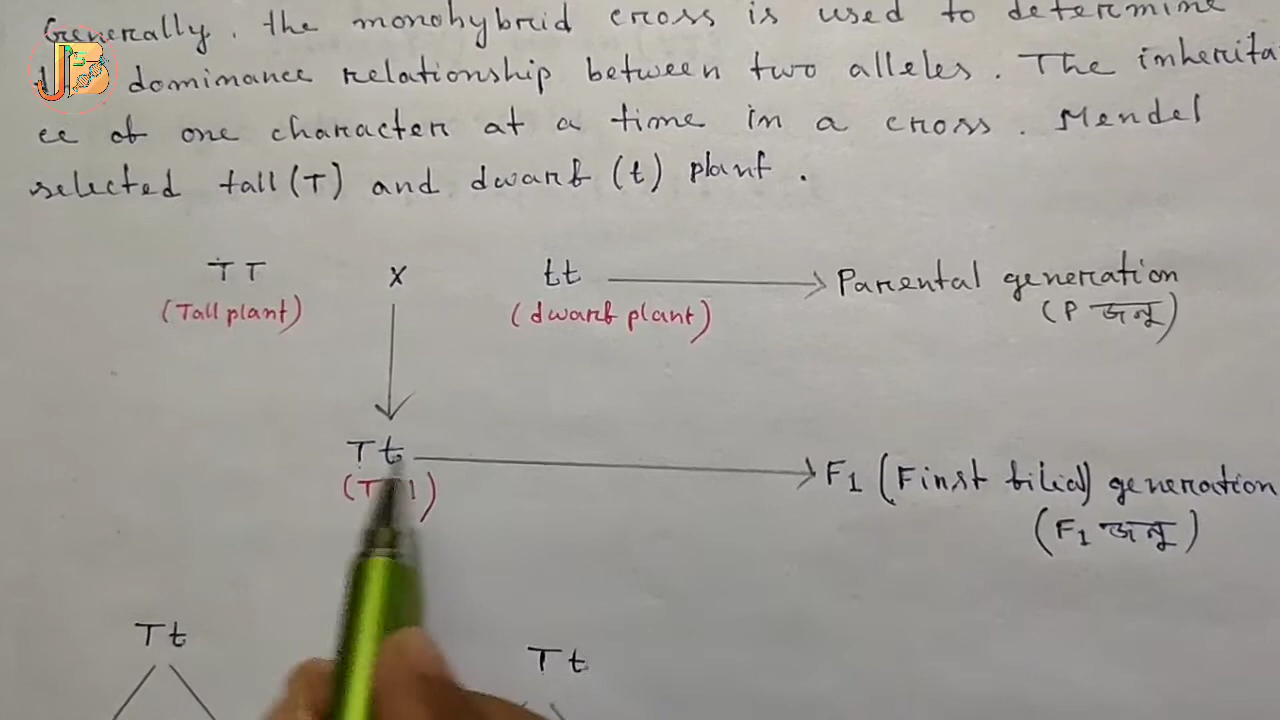 Generally, the monohybrid cross is used to determine
dominance relationship between two alleles. The inherita
ce of one character at a time in a cross. Mendel
selected tall (T) and dwarf (t) plant.
TT x tt Parental generation
(Tall plant) (dwarf plant) (P जनू)
Tt F1 (First filial) generation
(F1 जनू)
Tt
Tt